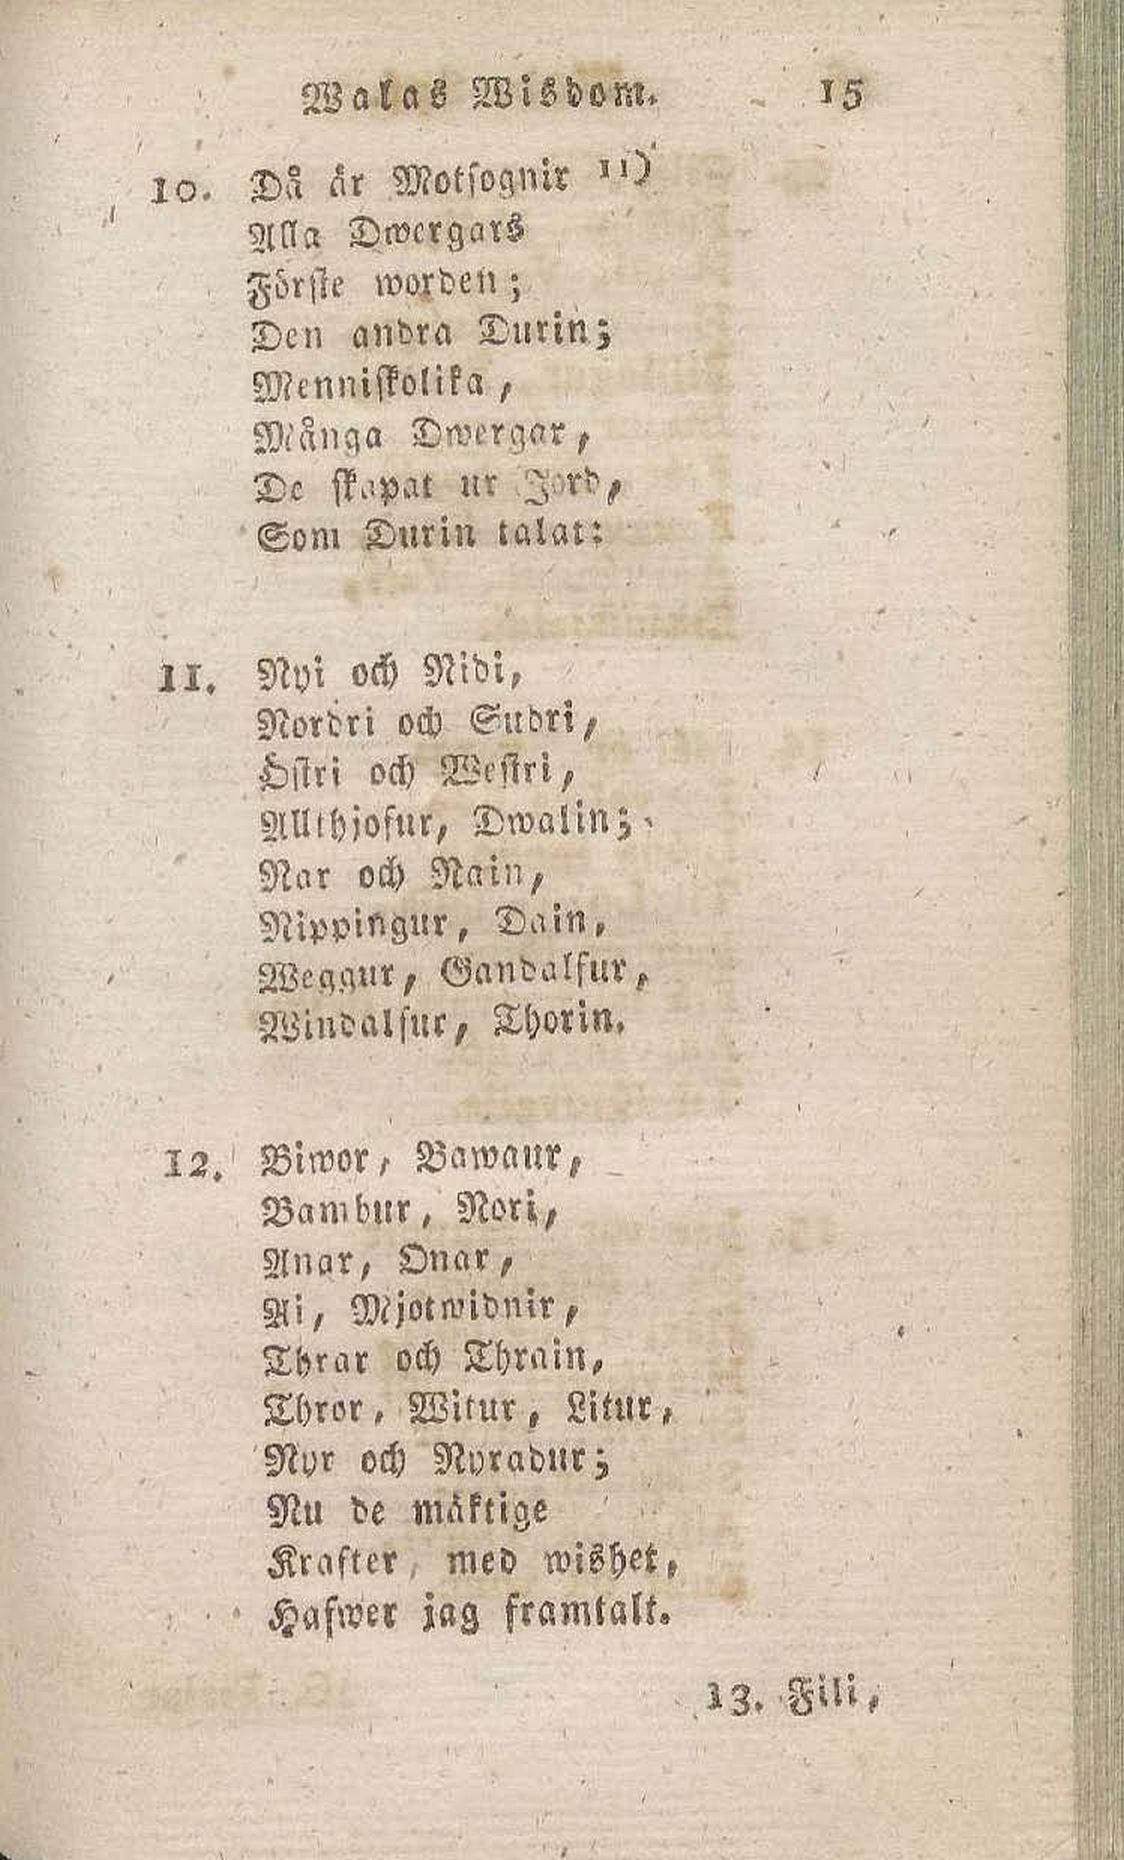 Walas Wisdom. 15
10. Då är Motsognir 11)
Alla Dwergars
Förste worden;
Den andra Durin;
Menniskolika,
Många Dwergar,
De skapat ur Jord,
Som Durin talat:
11. Nyi och Nidi,
Nordri och Sudri,
Östri och Westri,
Allthjofur, Dwalin;
Nar och Nain,
Nippingur, Dain,
Weggur, Gandalfur,
Windalfur, Thorin.
12. Biwor, Bawaur,
Bambur, Nori,
Anar, Onar,
Ai, Mjotwidnir,
Thrar och Thrain,
Thror, Witur, Litur,
Nyr och Nyradur;
Nu de mäktige
Krafter, med wishet,
Hafwer jag framtalt.
13. Fili,